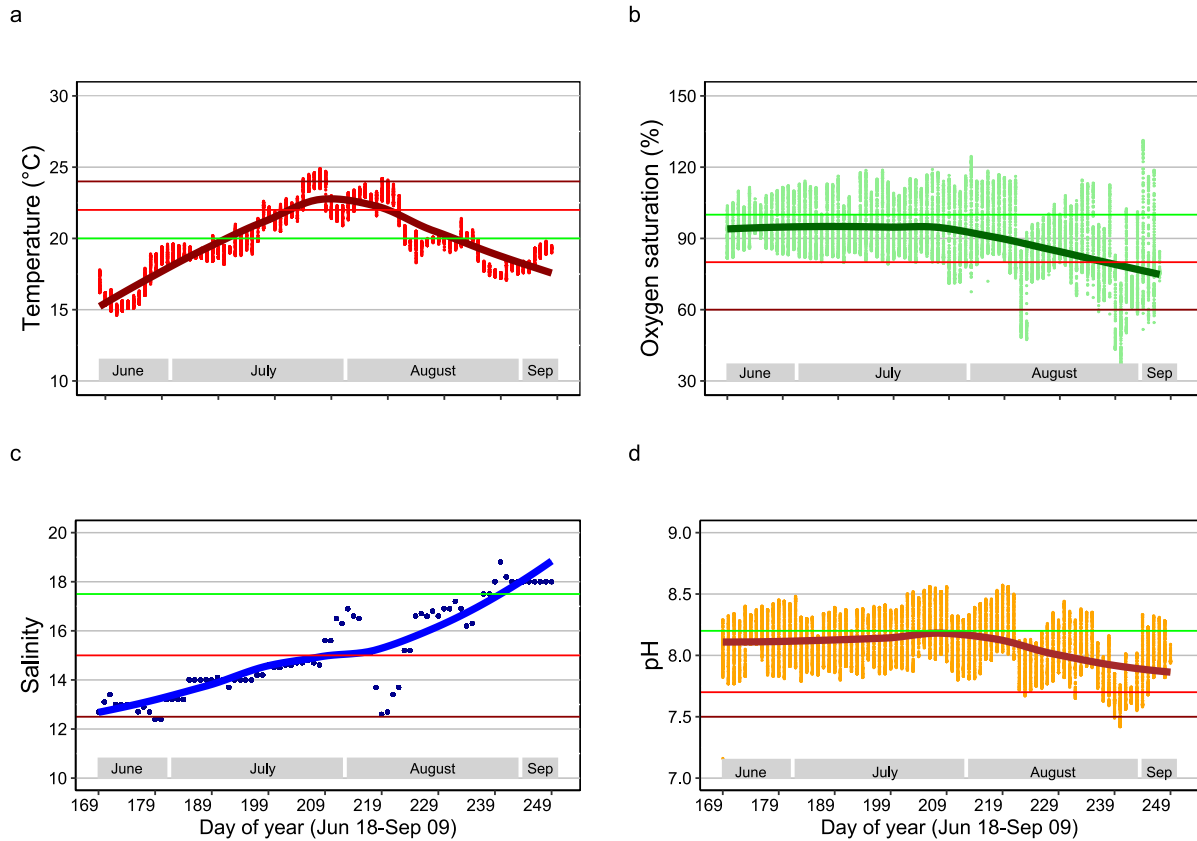 a
30
25
20
15
10
Temperature (°C)
June July August Sep
b
150
120
90
60
30
Oxygen saturation (%)
June July August Sep
c
20
18
16
14
12
10
Salinity
June July August Sep
169 179 189 199 209 219 229 239 249
Day of year (Jun 18-Sep 09)
d
9.0
8.5
8.0
7.5
7.0
pH
June July August Sep
169 179 189 199 209 219 229 239 249
Day of year (Jun 18-Sep 09)